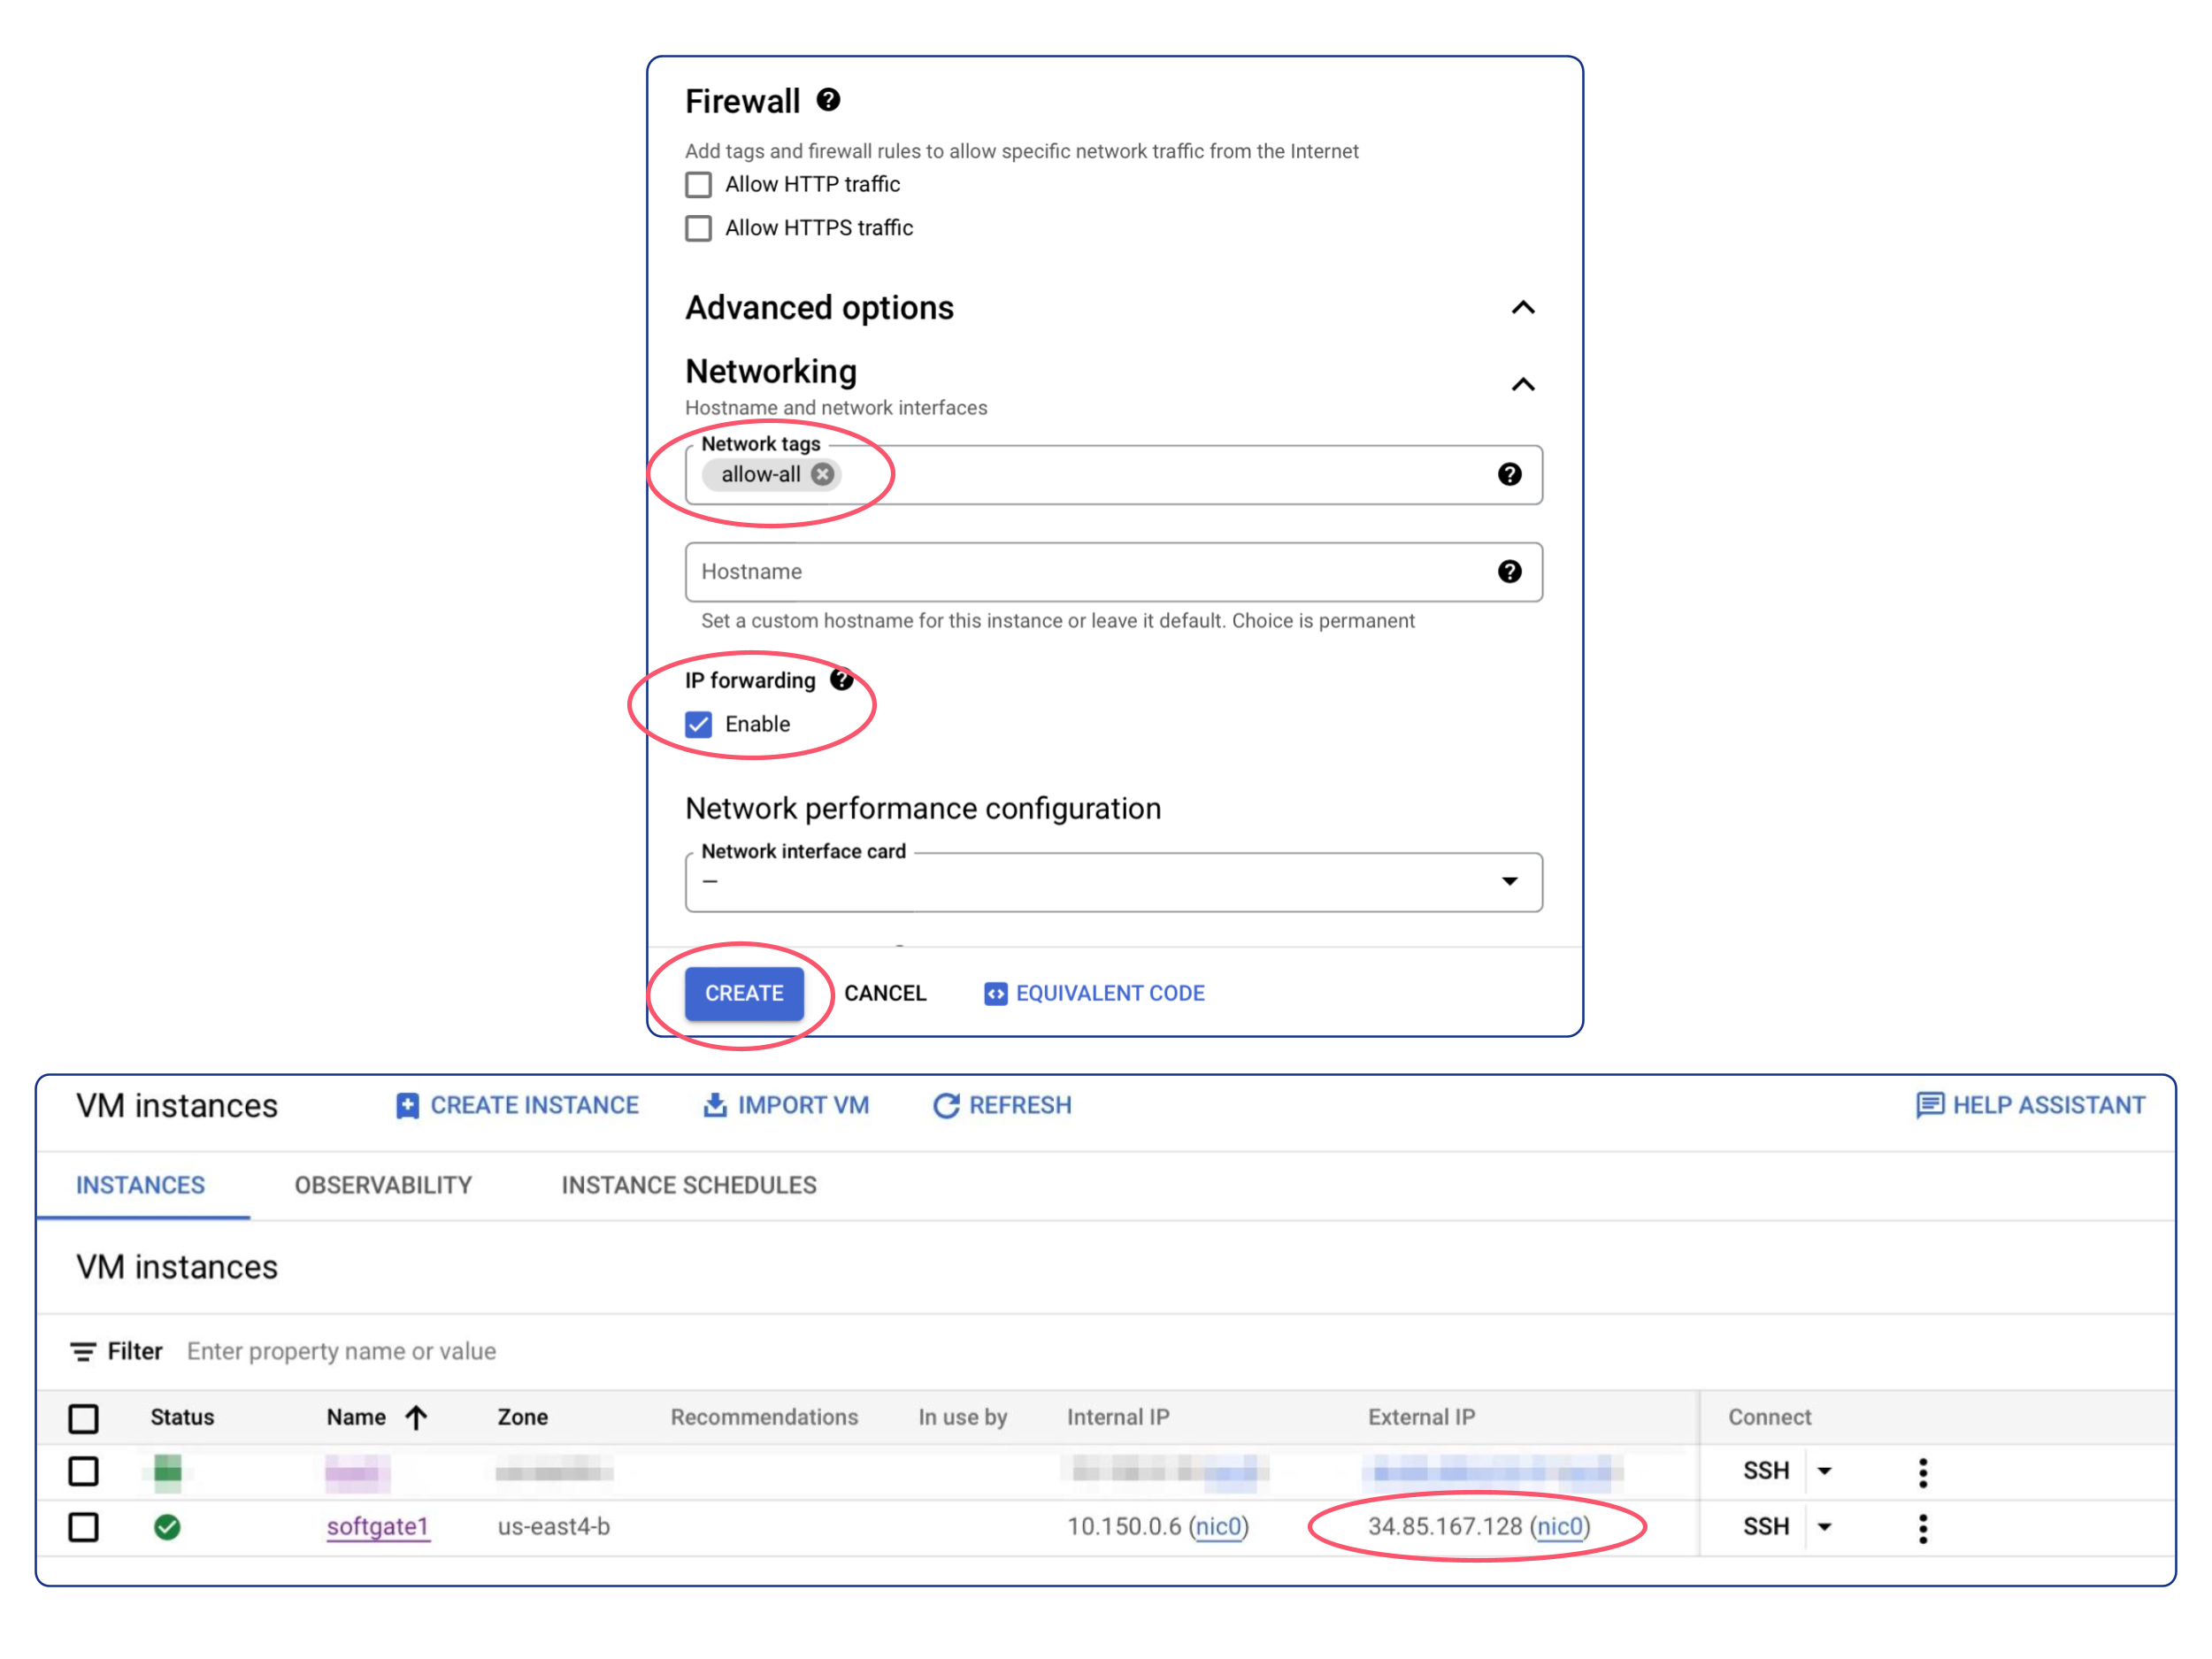 Firewall
Add tags and firewall rules to allow specific network traffic from the Internet
Allow HTTP traffic
Allow HTTPS traffic
Advanced options
Networking
Hostname and network interfaces
Network tags
allow-all
Hostname
Set a custom hostname for this instance or leave it default. Choice is permanent
IP forwarding
Enable
Network performance configuration
Network interface card
–
CREATE CANCEL EQUIVALENT CODE
VM instances CREATE INSTANCE IMPORT VM REFRESH HELP ASSISTANT
INSTANCES OBSERVABILITY INSTANCE SCHEDULES
VM instances
Filter Enter property name or value
Status Name Zone Recommendations In use by Internal IP External IP Connect
SSH
softgate1 us-east4-b 10.150.0.6 (nic0) 34.85.167.128 (nic0) SSH